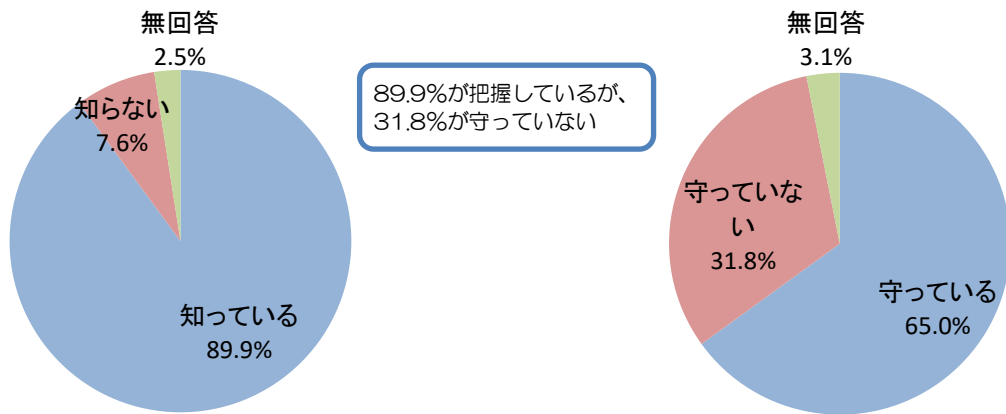 無回答
2.5%
知らない
7.6%
知っている
89.9%
89.9%が把握しているが、
31.8%が守っていない
無回答
3.1%
守っていな
い
31.8%
守っている
65.0%